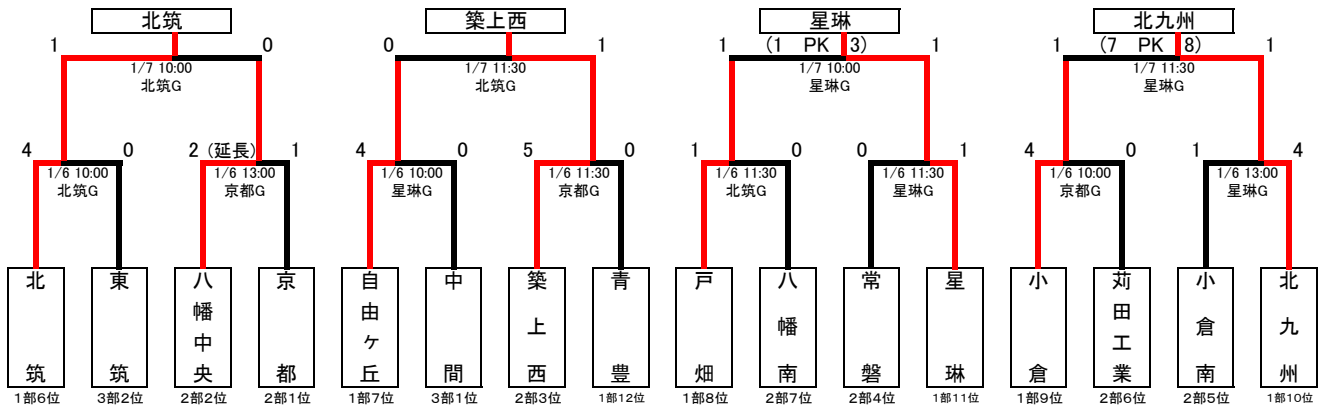 北筑
築上西
星琳
北九州
1 0 0 1 1 (1 PK 3) 1 1 (7 PK 8) 1
1/7 10:00 1/7 11:30 1/7 10:00 1/7 11:30
北筑G 北筑G 星琳G 星琳G
4 0 2 (延長) 1 4 0 5 0 1 0 0 1 4 0 1 4
1/6 10:00 1/6 13:00 1/6 10:00 1/6 11:30 1/6 11:30 1/6 11:30 1/6 10:00 1/6 13:00
北筑G 京都G 星琳G 京都G 北筑G 星琳G 京都G 星琳G
北筑
東筑
八幡中央
京都
自由ヶ丘
中間
築上西
青豊
戸畑
八幡南
常磐
星琳
小倉
苅田工業
小倉南
北九州
1部6位 3部2位 2部2位 2部1位 1部7位 3部1位 2部3位 1部12位 1部8位 2部7位 2部4位 1部11位 1部9位 2部6位 2部5位 1部10位